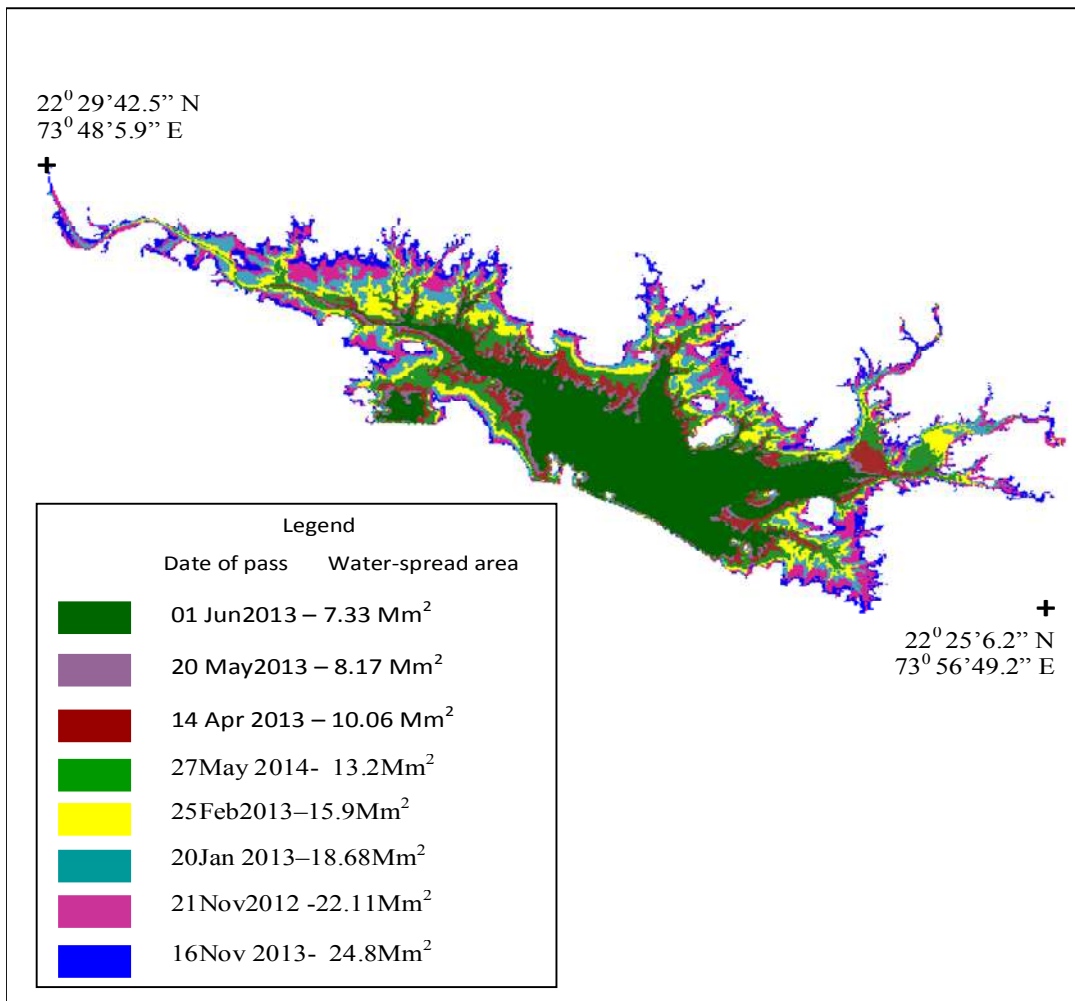 22⁰ 29’42.5” N
73⁰ 48’5.9” E
Legend
Date of pass Water-spread area
01 Jun2013 – 7.33 Mm²
20 May2013 – 8.17 Mm²
14 Apr 2013 – 10.06 Mm²
27May 2014- 13.2Mm²
25Feb2013–15.9Mm²
20Jan 2013–18.68Mm²
21Nov2012 -22.11Mm²
16Nov 2013- 24.8Mm²
22⁰ 25’6.2” N
73⁰ 56’49.2” E